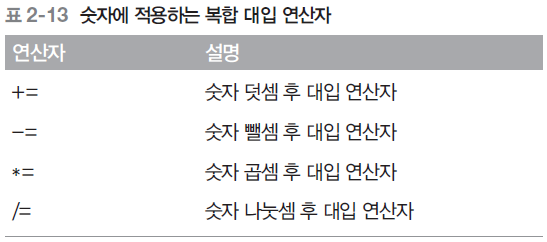 표 2-13 숫자에 적용하는 복합 대입 연산자
연산자 설명
+= 숫자 덧셈 후 대입 연산자
-= 숫자 뺄셈 후 대입 연산자
*= 숫자 곱셈 후 대입 연산자
/= 숫자 나눗셈 후 대입 연산자